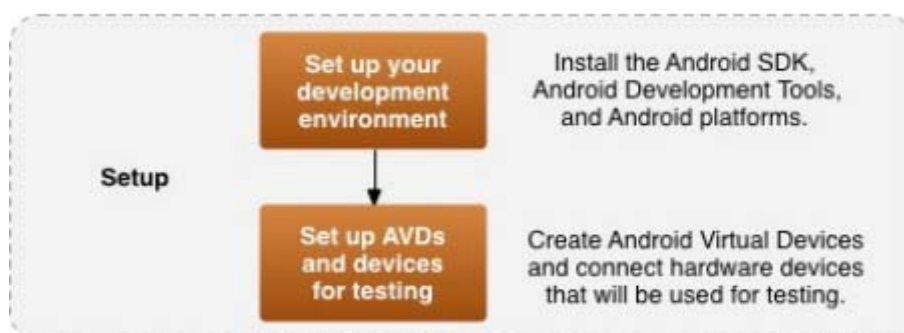 Set up your
development
environment
Install the Android SDK,
Android Development Tools,
and Android platforms.
Setup
Set up AVDs
and devices
for testing
Create Android Virtual Devices
and connect hardware devices
that will be used for testing.